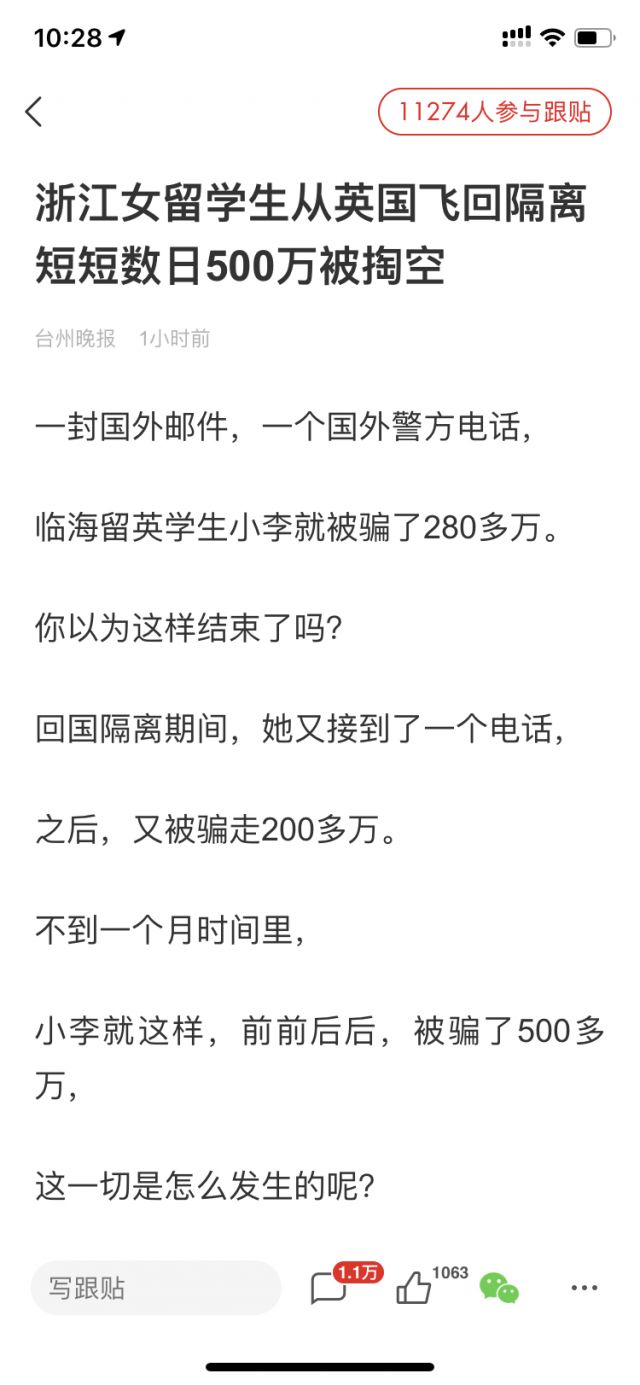 10:28
11274人参与跟贴
浙江女留学生从英国飞回隔离
短短数日500万被掏空
台州晚报 1小时前
一封国外邮件，一个国外警方电话，
临海留英学生小李就被骗了280多万。
你以为这样结束了吗?
回国隔离期间，她又接到了一个电话，
之后，又被骗走200多万。
不到一个月时间里，
小李就这样，前前后后，被骗了500多
万，
这一切是怎么发生的呢?
写跟贴 1.1万 1063